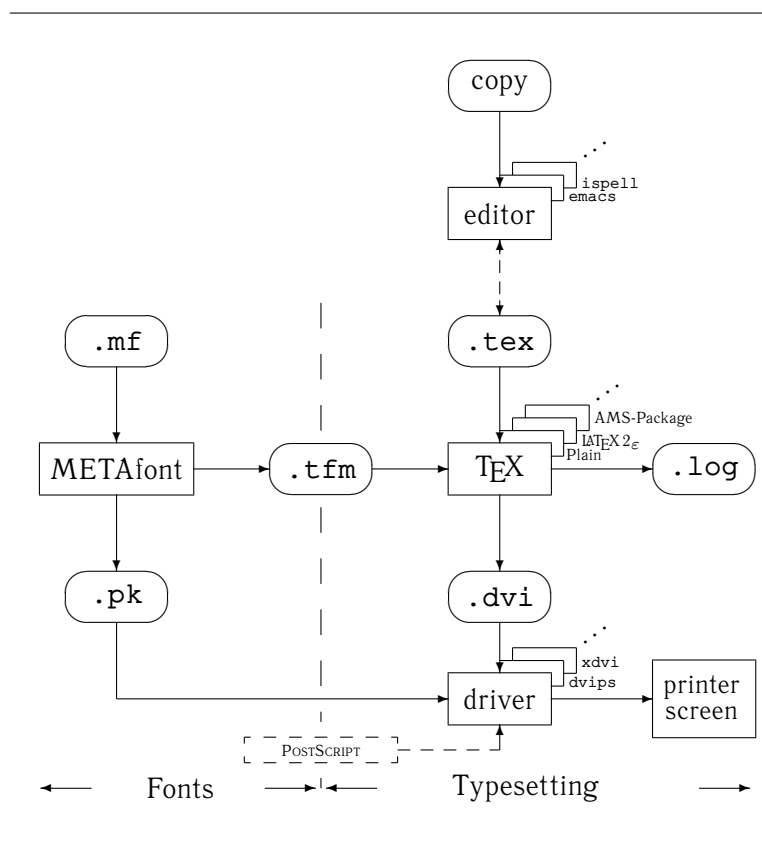 copy
ispell
emacs
editor
.mf
.tex
AMS-Package
LATEX 2ε
Plain
METAfont
.tfm
TEX
.log
.pk
.dvi
xdvi
dvips
driver
printer
screen
POSTSCRIPT
Fonts
Typesetting